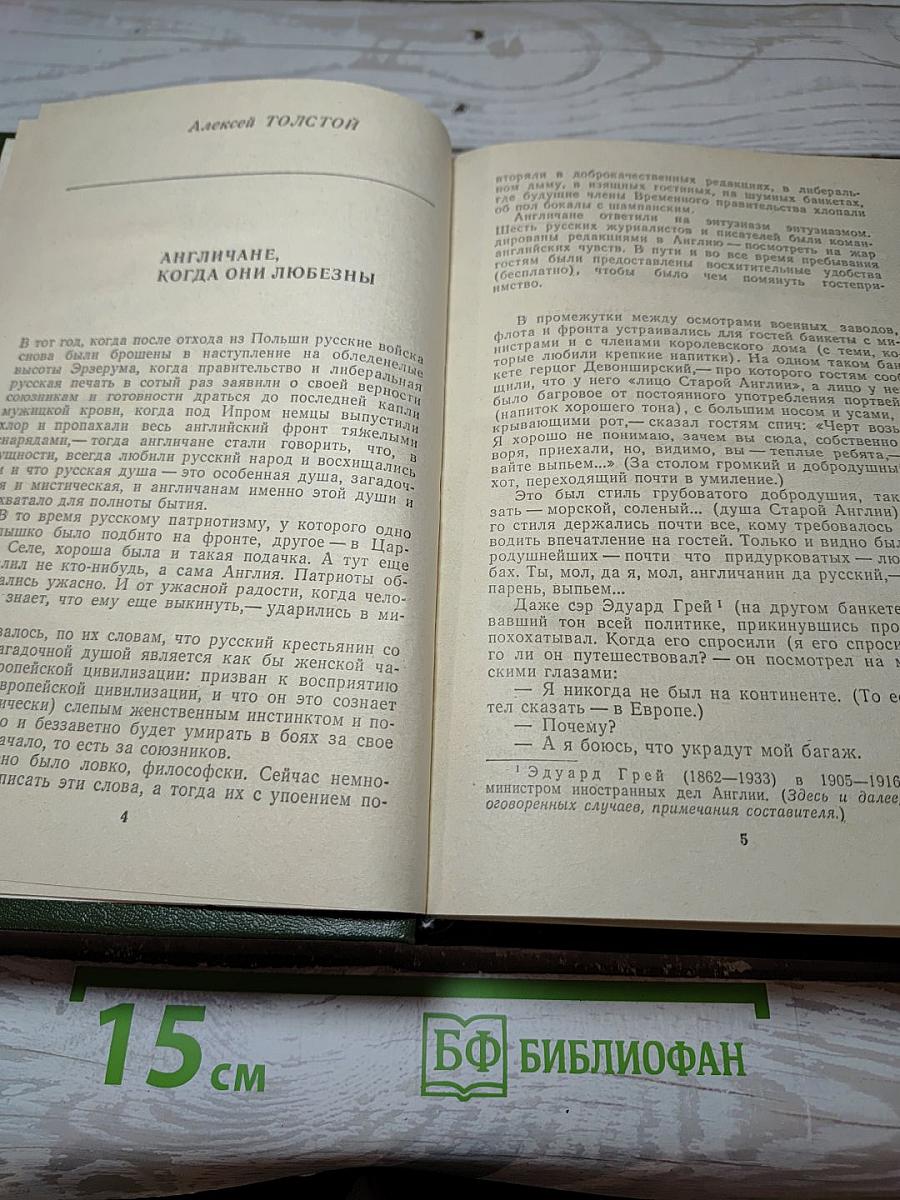 Алексей ТОЛСТОЙ
АНГЛИЧАНЕ,
КОГДА ОНИ ЛЮБЕЗНЫ
В тот год, когда после отхода из Польши русские войска
снова были брошены в наступление на обледенелые
высоты Эрзерума, когда правительство и либеральная
русская печать в сотый раз заявили о своей верности
союзникам и готовности драться до последней капли
мужицкой крови, когда под Ипром немцы выпустили
хлор и пропахали весь английский фронт тяжелыми
нарядами,— тогда англичане стали говорить, что, в
ущности, всегда любили русский народ и восхищались
м и что русская душа — это особенная душа, загадоч-
я и мистическая, и англичанам именно этой души и
хватало для полноты бытия.
В то время русскому патриотизму, у которого одно
ышко было подбито на фронте, другое — в Цар-
Селе, хороша была и такая подачка. А тут еще
лил не кто-нибудь, а сама Англия. Патриоты об-
ались ужасно. И от ужасной радости, когда чело-
знает, что ему еще выкинуть,— ударились в ми-
валось, по их словам, что русский крестьянин со
агадочной душой является как бы женской ча-
ропейской цивилизации: призван к восприятию
вропейской цивилизации, и что он это сознает
ически) слепым женственным инстинктом и по-
о и беззаветно будет умирать в боях за свое
ачало, то есть за союзников.
но было ловко, философски. Сейчас немно-
писать эти слова, а тогда их с упоением по-
4
вторяли в доброкачественных редакциях, в либераль-
ном дыму, в изящных гостиных, на шумных банкетах,
где будущие члены Временного правительства хлопали
об пол бокалы с шампанским.
Англичане ответили на энтузиазм энтузиазмом.
Шесть русских журналистов и писателей были коман-
дированы редакциями в Англию — посмотреть на жар
английских чувств. В пути и во все время пребывания
гостям были предоставлены восхитительные удобства
(бесплатно), чтобы было чем помянуть гостепри-
имство.
В промежутки между осмотрами военных заводов,
флота и фронта устраивались для гостей банкеты с ми-
нистрами и с членами королевского дома (с теми, ко-
торые любили крепкие напитки). На одном таком бан-
кете герцог Девонширский,— про которого гостям сооб
щили, что у него «лицо Старой Англии», а лицо у не
было багровое от постоянного употребления портвей
(напиток хорошего тона), с большим носом и усами,
крывающими рот,— сказал гостям спич: «Черт возь
Я хорошо не понимаю, зачем вы сюда, собственно
воря, приехали, но, видимо, вы — теплые ребята,—
вайте выпьем...» (За столом громкий и добродушны
хот, переходящий почти в умиление.)
Это был стиль грубоватого добродушия, так
зать — морской, соленый... (душа Старой Англии)
го стиля держались почти все, кому требовалось
водить впечатление на гостей. Только и видно был
родушнейших — почти что придурковатых — лю
бах. Ты, мол, да я, мол, англичанин да русский,—
парень, выпьем...
Даже сэр Эдуард Грей ¹ (на другом банкете
вавший тон всей политике, прикинувшись про
похохатывал. Когда его спросили (я его спроси
го ли он путешествовал? — он посмотрел на м
скими глазами:
— Я никогда не был на континенте. (То ес
тел сказать — в Европе.)
— Почему?
— А я боюсь, что украдут мой багаж.
¹ Эдуард Грей (1862—1933) в 1905—1916
министром иностранных дел Англии. (Здесь и далее,
оговоренных случаев, примечания составителя.)
5
15 см
БФ БИБЛИОФАН